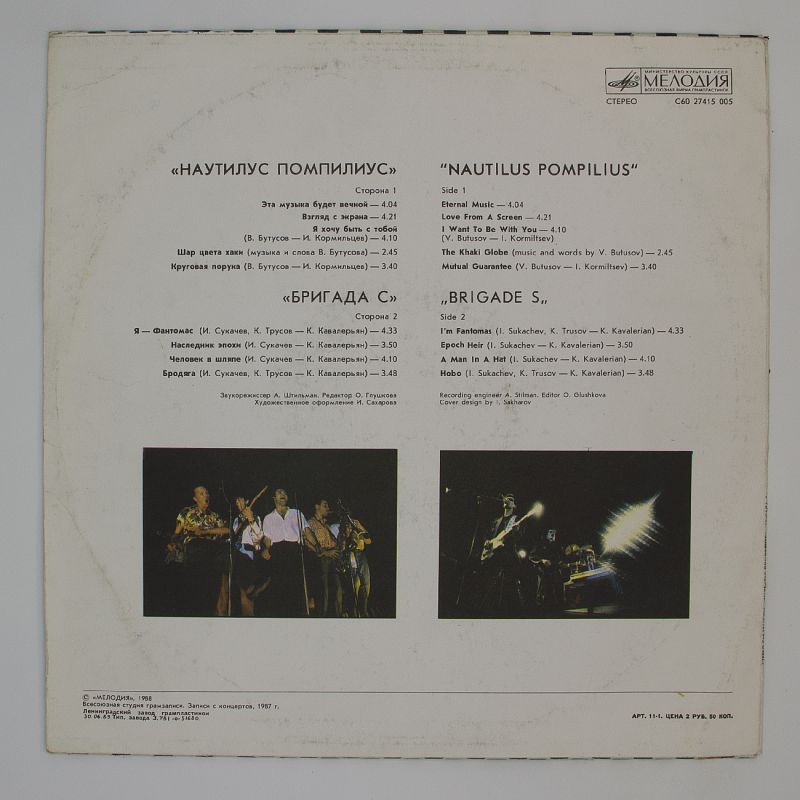 МИНИСТЕРСТВО КУЛЬТУРЫ СССР
МЕЛОДИЯ
ВСЕСОЮЗНАЯ ФИРМА ГРАМПЛАСТИНОК
СТЕРЕО С60 27415 005
«НАУТИЛУС ПОМПИЛИУС»
Сторона 1
Эта музыка будет вечной — 4.04
Взгляд с экрана — 4.21
Я хочу быть с тобой
(В. Бутусов — И. Кормильцев) — 4.10
Шар цвета хаки (музыка и слова В. Бутусова) — 2.45
Круговая порука (В. Бутусов — И. Кормильцев) — 3.40
«БРИГАДА С»
Сторона 2
Я — Фантомас (И. Сукачев, К. Трусов — К. Кавалерьян) — 4.33
Наследник эпохи (И. Сукачев — К. Кавалерьян) — 3.50
Человек в шляпе (И. Сукачев — К. Кавалерьян) — 4.10
Бродяга (И. Сукачев, К. Трусов — К. Кавалерьян) — 3.48
Звукорежиссер А. Штильман. Редактор О. Глушкова
Художественное оформление И. Сахарова
"NAUTILUS POMPILIUS"
Side 1
Eternal Music — 4.04
Love From A Screen — 4.21
I Want To Be With You — 4.10
(V. Butusov — I. Kormiltsev)
The Khaki Globe (music and words by V. Butusov) — 2.45
Mutual Guarantee (V. Butusov — I. Kormiltsev) — 3.40
„BRIGADE S„
Side 2
I'm Fantomas (I. Sukachev, K. Trusov — K. Kavalerian) — 4.33
Epoch Heir (I. Sukachev — K. Kavalerian) — 3.50
A Man In A Hat (I. Sukachev — K. Kavalerian) — 4.10
Hobo (I. Sukachev, K. Trusov — K. Kavalerian) — 3.48
Recording engineer A. Stilman. Editor O. Glushkova
Cover design by I. Sakharov
© «МЕЛОДИЯ», 1988
Всесоюзная студия грамзаписи. Записи с концертов, 1987 г.
Ленинградский завод грампластинок
Тип. завода
АРТ. 11-1. ЦЕНА 2 РУБ. 50 КОП.